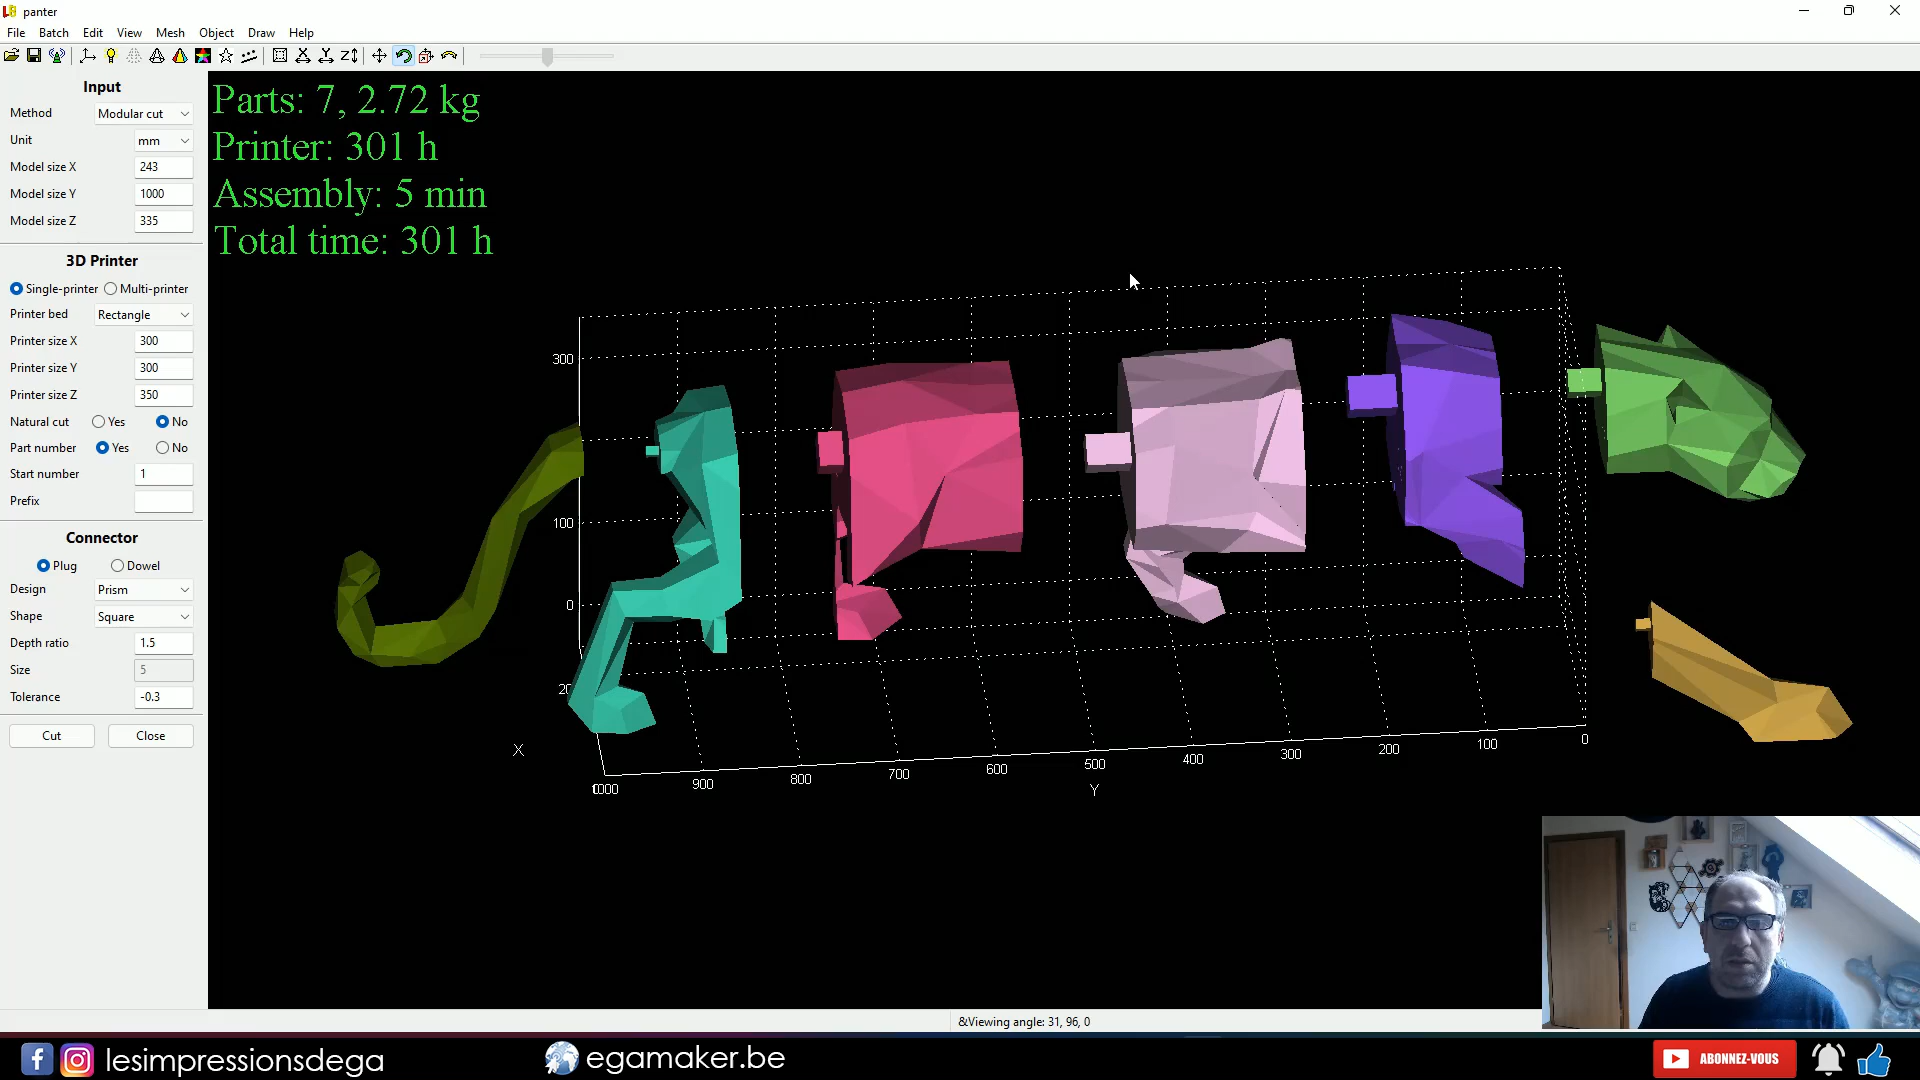 panter
File Batch Edit View Mesh Object Draw Help
Input
Method Modular cut
Unit mm
Model size X 243
Model size Y 1000
Model size Z 335
3D Printer
Single-printer Multi-printer
Printer bed Rectangle
Printer size X 300
Printer size Y 300
Printer size Z 350
Natural cut Yes No
Part number Yes No
Start number 1
Prefix
Connector
Plug Dowel
Design Prism
Shape Square
Depth ratio 1.5
Size 5
Tolerance -0.3
Cut Close
Parts: 7, 2.72 kg
Printer: 301 h
Assembly: 5 min
Total time: 301 h
300
100
0
20
X
1000 900 800 700 600 500 400 300 200 100 0
Y
&Viewing angle: 31, 96, 0
lesimpressionsdega
egamaker.be
ABONNEZ-VOUS